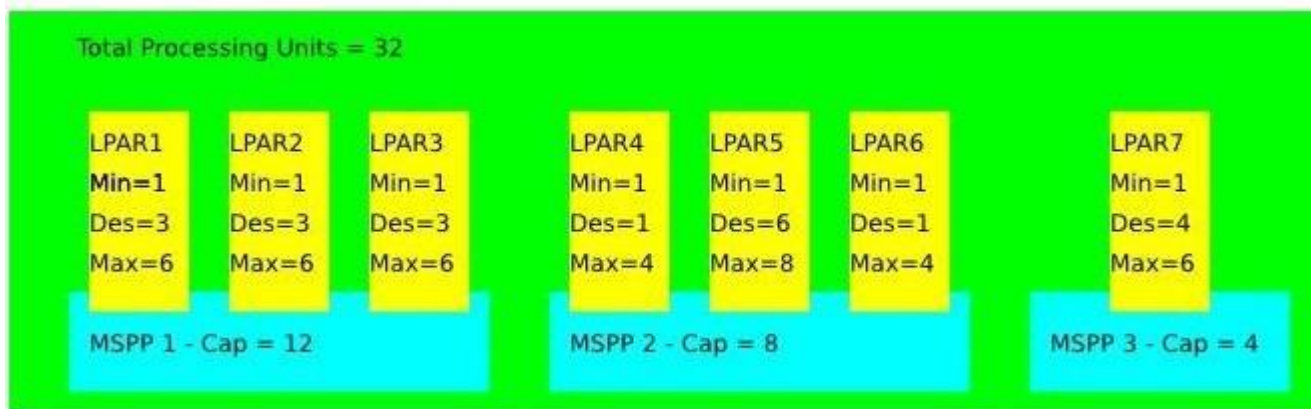 Total Processing Units = 32
LPAR1
Min=1
Des=3
Max=6
LPAR2
Min=1
Des=3
Max=6
LPAR3
Min=1
Des=3
Max=6
MSPP 1 - Cap = 12
LPAR4
Min=1
Des=1
Max=4
LPAR5
Min=1
Des=6
Max=8
LPAR6
Min=1
Des=1
Max=4
MSPP 2 - Cap = 8
LPAR7
Min=1
Des=4
Max=6
MSPP 3 - Cap = 4